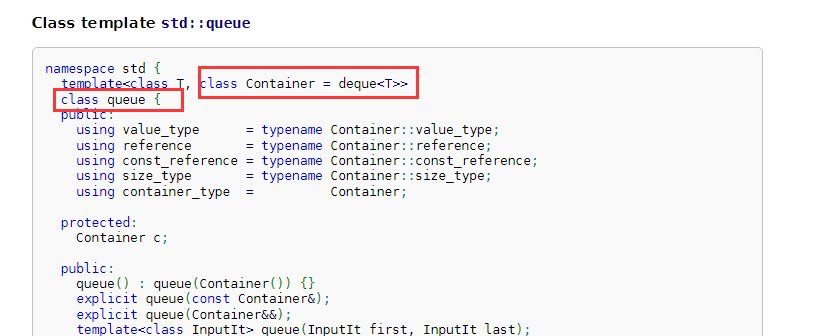 Class template std::queue
namespace std {
template<class T, class Container = deque<T>>
class queue {
public:
using value_type      = typename Container::value_type;
using reference       = typename Container::reference;
using const_reference = typename Container::const_reference;
using size_type       = typename Container::size_type;
using container_type  =          Container;
protected:
Container c;
public:
queue() : queue(Container()) {}
explicit queue(const Container&);
explicit queue(Container&&);
template<class InputIt> queue(InputIt first, InputIt last);